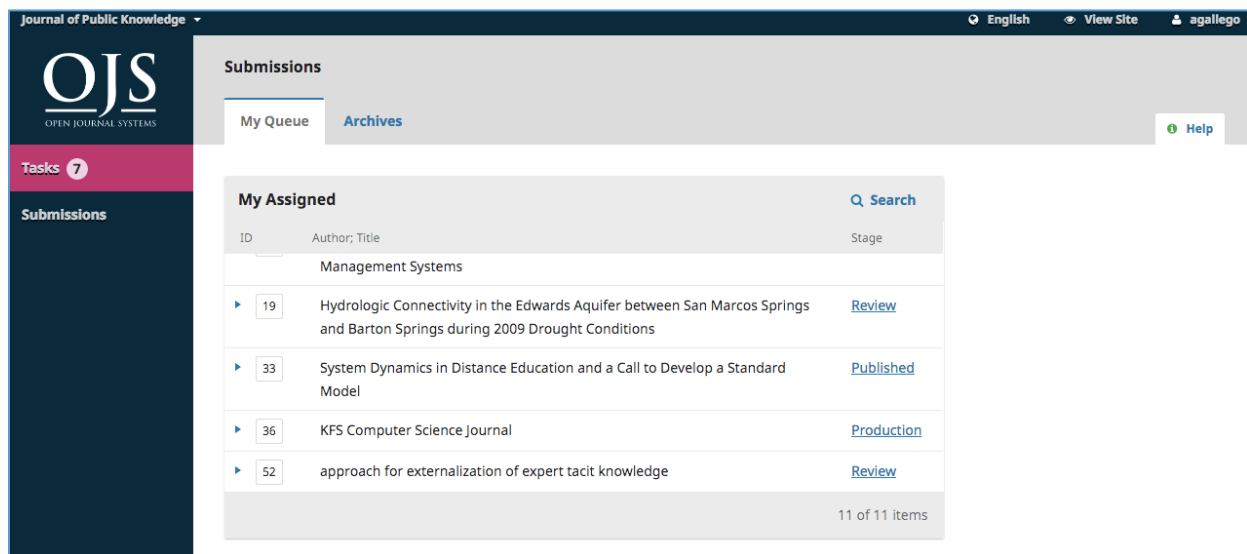 Journal of Public Knowledge
English
View Site
agallego
OJS
OPEN JOURNAL SYSTEMS
Submissions
My Queue
Archives
Help
Tasks 7
Submissions
My Assigned
Search
ID
Author; Title
Stage
Management Systems
19
Hydrologic Connectivity in the Edwards Aquifer between San Marcos Springs
and Barton Springs during 2009 Drought Conditions
Review
33
System Dynamics in Distance Education and a Call to Develop a Standard
Model
Published
36
KFS Computer Science Journal
Production
52
approach for externalization of expert tacit knowledge
Review
11 of 11 items